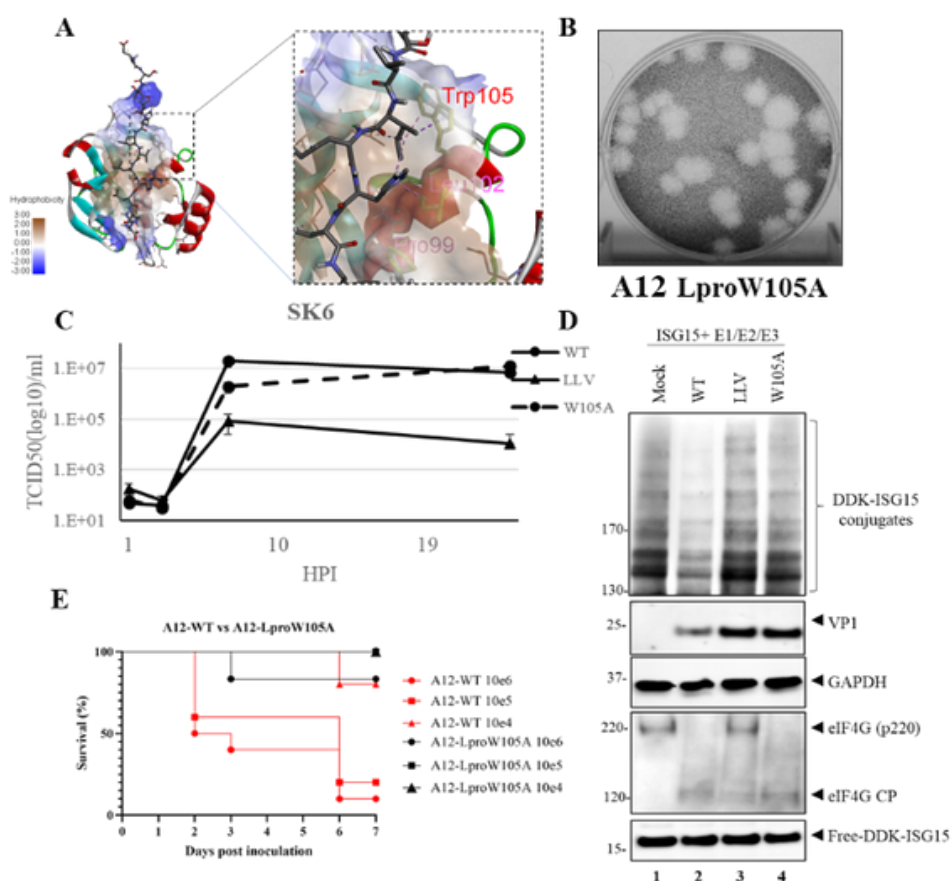 A
Trp105
Leu102
Pro99
Hydrophobicity
3.00
2.00
1.00
0.00
-1.00
-2.00
-3.00
B
A12 LproW105A
C
SK6
TCID50(log10)/ml
1.E+07
1.E+05
1.E+03
1.E+01
1 10 19
HPI
WT
LLV
W105A
D
ISG15+ E1/E2/E3
Mock WT LLV W105A
170-
130-
DDK-ISG15
conjugates
25-
VP1
37-
GAPDH
220-
eIF4G (p220)
120-
eIF4G CP
15-
Free-DDK-ISG15
1 2 3 4
E
A12-WT vs A12-LproW105A
Survival (%)
100
50
0
0 1 2 3 4 5 6 7
Days post inoculation
A12-WT 10e6
A12-WT 10e5
A12-WT 10e4
A12-LproW105A 10e6
A12-LproW105A 10e5
A12-LproW105A 10e4